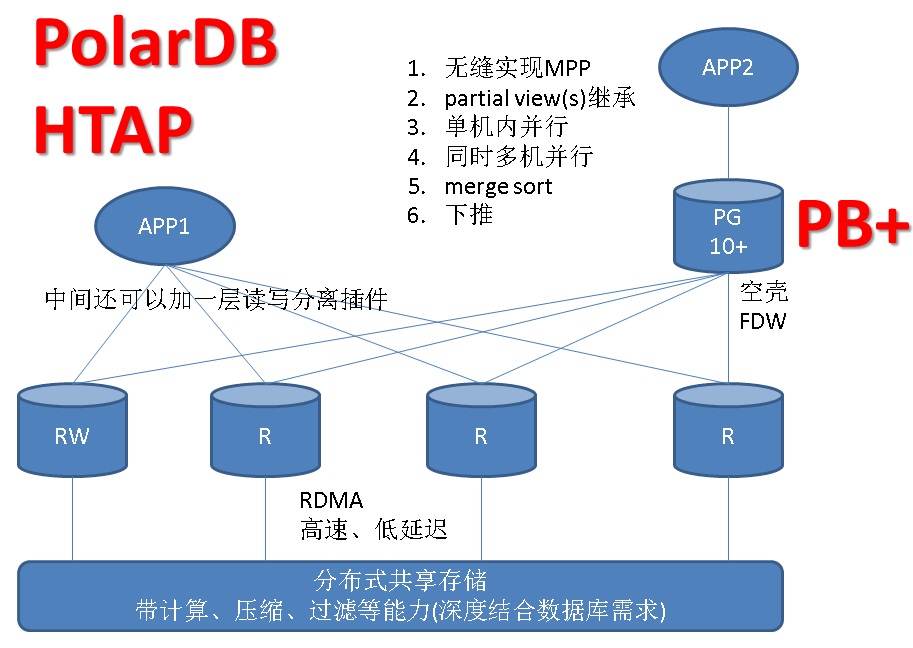 PolarDB
HTAP
1. 无缝实现MPP
2. partial view(s)继承
3. 单机内并行
4. 同时多机并行
5. merge sort
6. 下推
APP2
PG
10+
PB+
APP1
中间还可以加一层读写分离插件
空壳
FDW
RW
R
R
R
RDMA
高速、低延迟
分布式共享存储
带计算、压缩、过滤等能力(深度结合数据库需求)